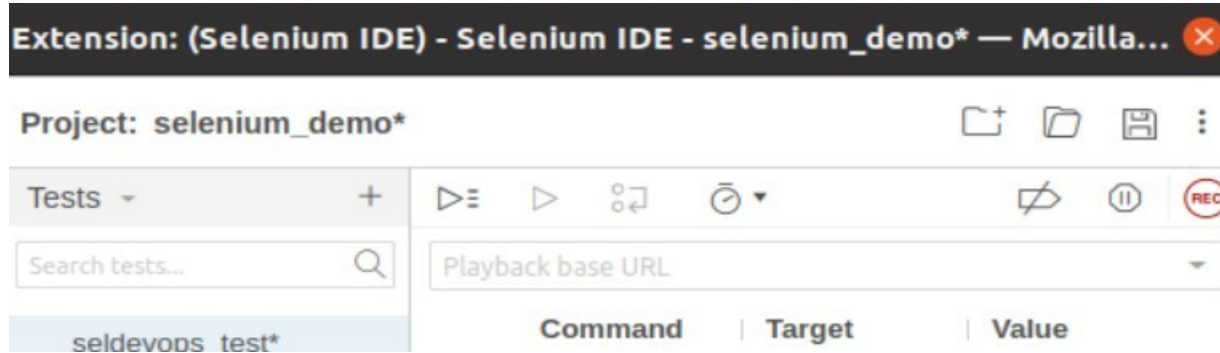 Extension: (Selenium IDE) - Selenium IDE - selenium_demo* — Mozilla...
Project: selenium_demo*
Tests
REC
Search tests...
Playback base URL
Command Target Value
seldevops_test*